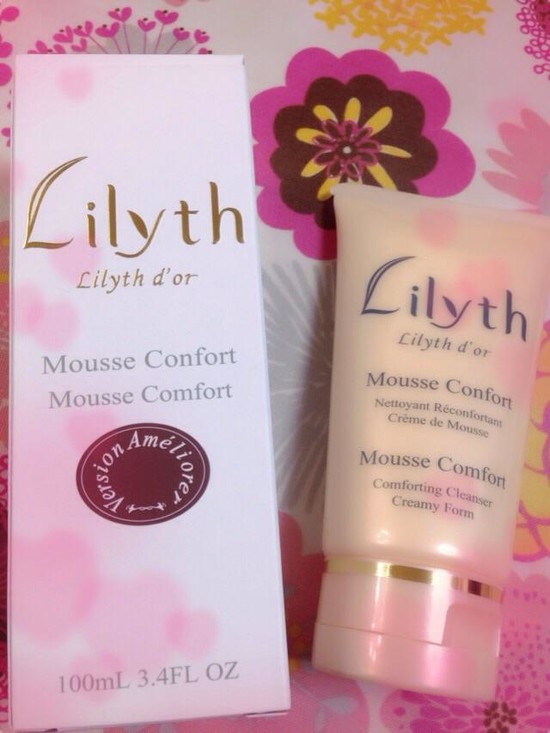 Lilyth
Lilyth d'or
Mousse Confort
Mousse Comfort
Version Améliorer
100mL 3.4FL OZ
Lilyth
Lilyth d'or
Mousse Confort
Nettoyant Réconfortant
Crème de Mousse
Mousse Comfort
Comforting Cleanser
Creamy Form